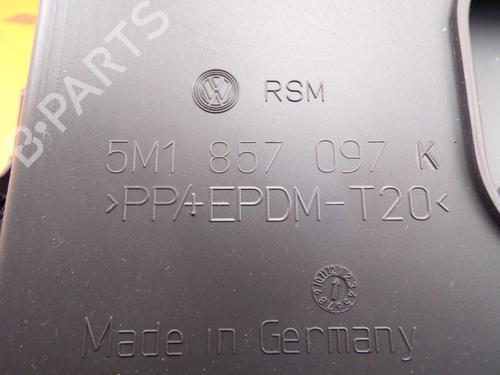 RSM
5M1 857 097 K
>PP/+EPDM-T20<
Made in Germany
B-PARTS